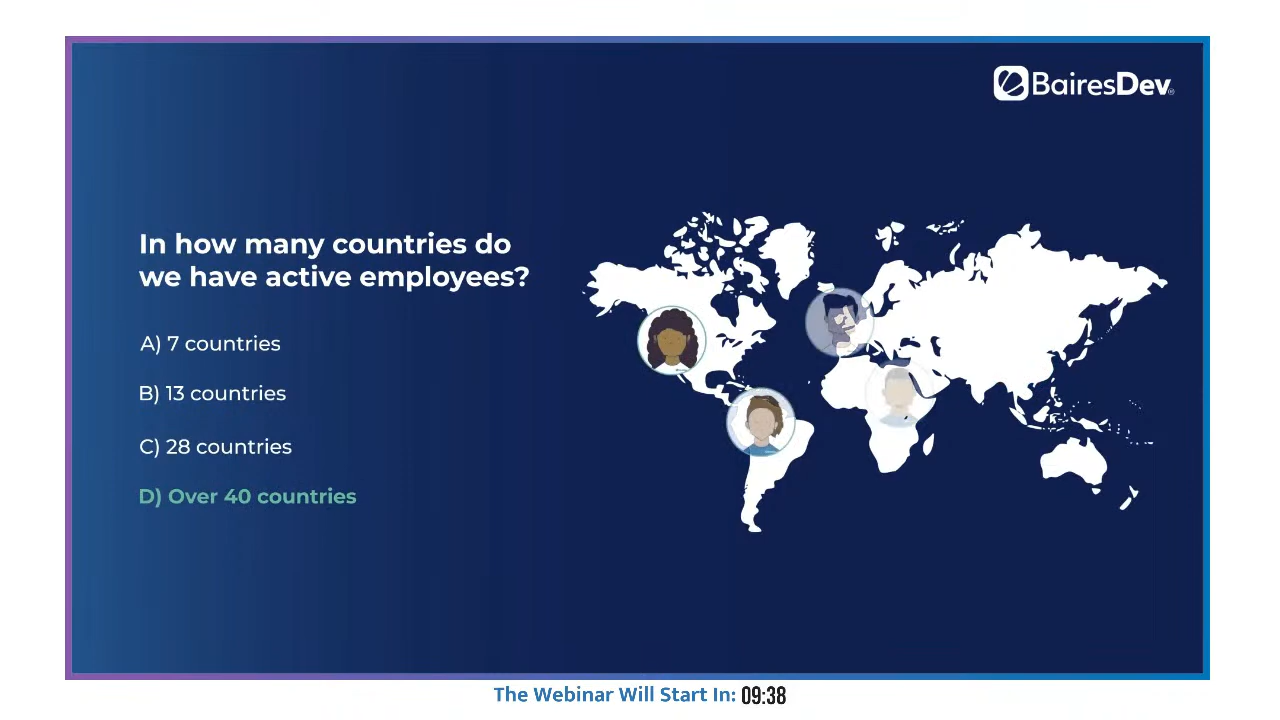 BairesDev®
In how many countries do
we have active employees?
A) 7 countries
B) 13 countries
C) 28 countries
D) Over 40 countries
The Webinar Will Start In: 09:38